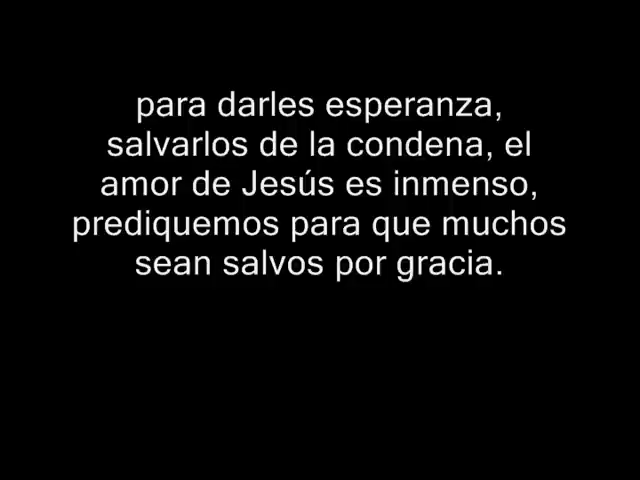 para darles esperanza,
salvarlos de la condena, el
amor de Jesús es inmenso,
prediquemos para que muchos
sean salvos por gracia.